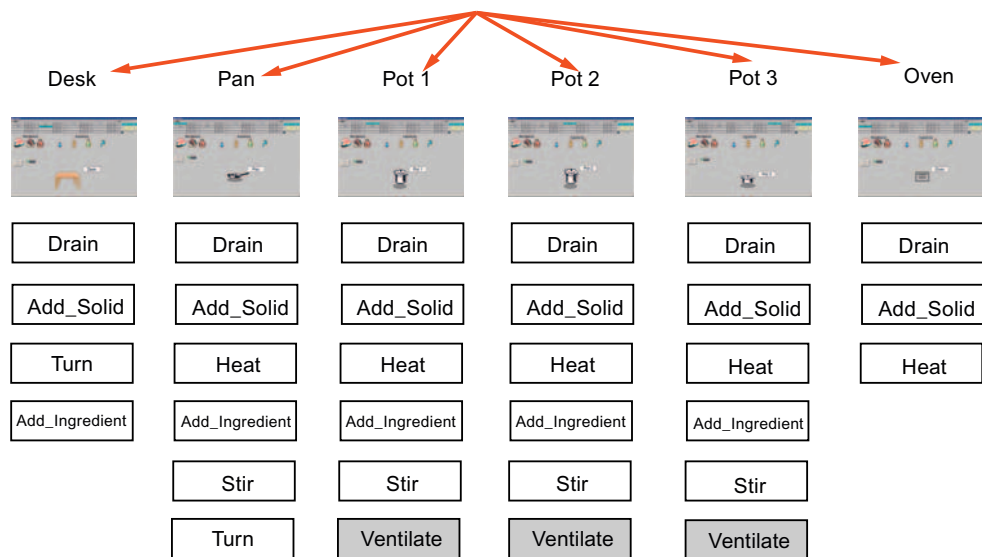 Desk Pan Pot 1 Pot 2 Pot 3 Oven
Drain Drain Drain Drain Drain Drain
Add_Solid Add_Solid Add_Solid Add_Solid Add_Solid Add_Solid
Turn Heat Heat Heat Heat Heat
Add_Ingredient Add_Ingredient Add_Ingredient Add_Ingredient Add_Ingredient
Stir Stir Stir Stir
Turn Ventilate Ventilate Ventilate